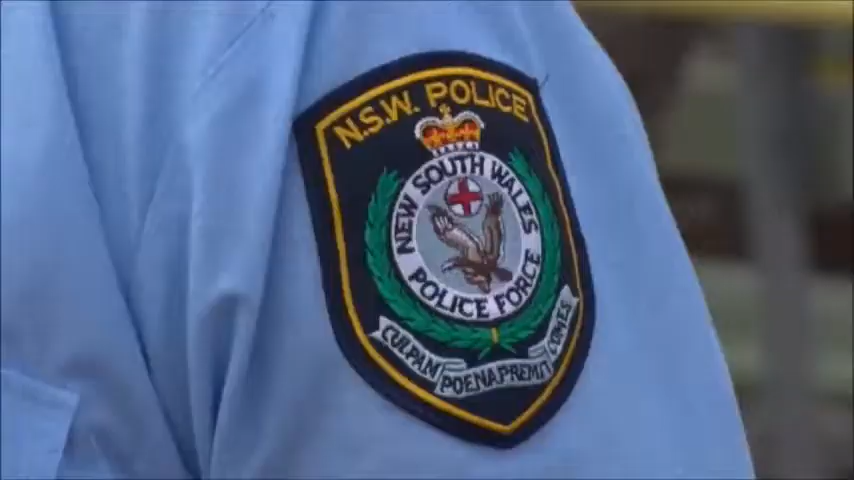 N.S.W. POLICE
NEW SOUTH WALES
POLICE FORCE
CULPAM
POENA PREMIT
COMES